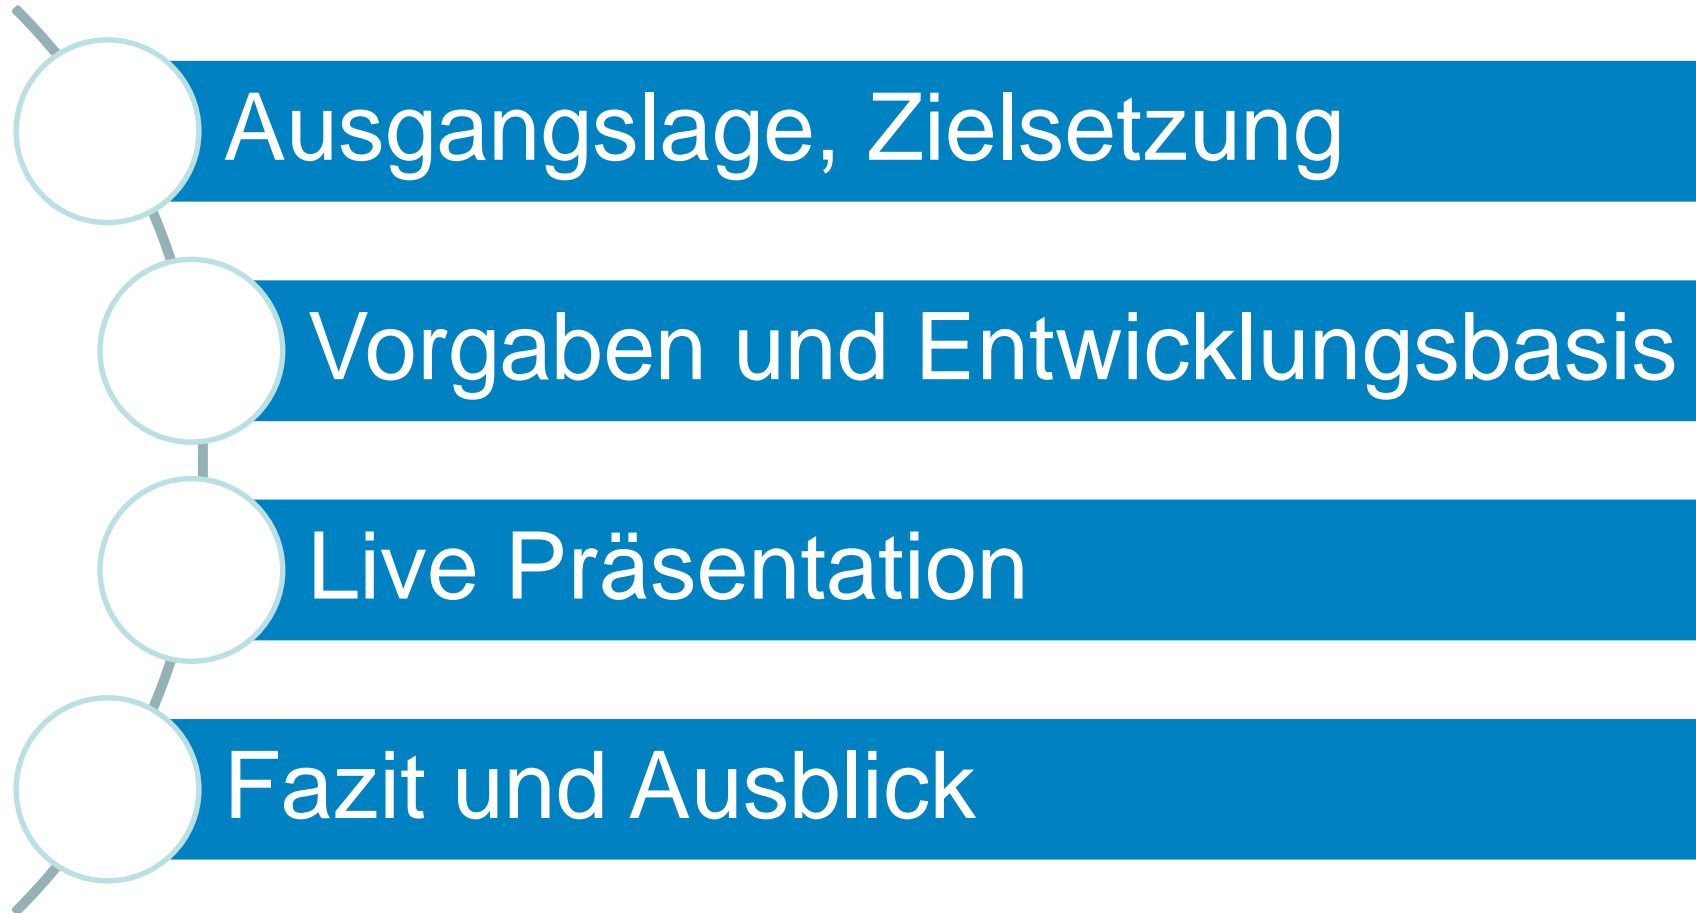 Ausgangslage, Zielsetzung
Vorgaben und Entwicklungsbasis
Live Präsentation
Fazit und Ausblick